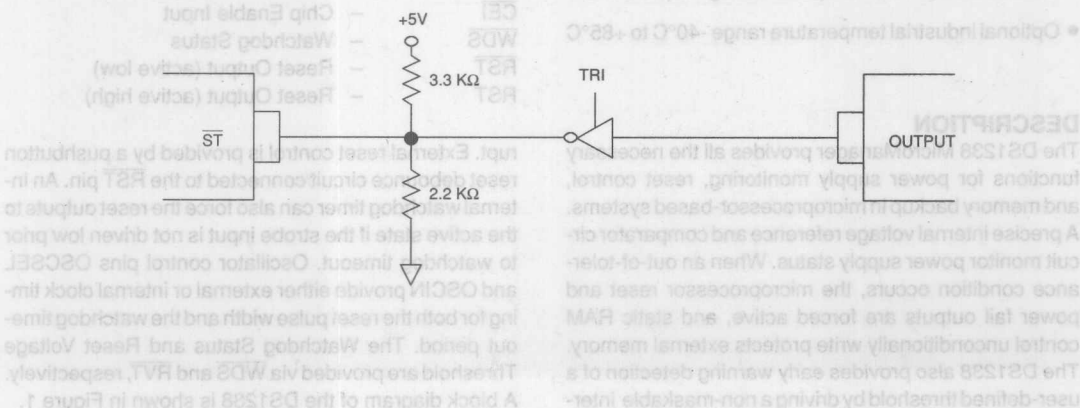 +5V
3.3 KΩ
TRI
ST
OUTPUT
2.2 KΩ
• Optional industrial temperature range -40°C to +85°C
DESCRIPTION
The DS1238 MicroManager provides all the necessary
functions for power supply monitoring, reset control,
and memory backup in microprocessor-based systems.
A precise internal voltage reference and comparator cir-
cuit monitor power supply status. When an out-of-toler-
ance condition occurs, the microprocessor reset and
power fail outputs are forced active, and static RAM
control unconditionally write protects external memory.
The DS1238 also provides early warning detection of a
user-defined threshold by driving a non-maskable inter-
CEI – Chip Enable Input
WDS – Watchdog Status
RST – Reset Output (active low)
RST – Reset Output (active high)
rupt. External reset control is provided by a pushbutton
reset debounce circuit connected to the RST pin. An in-
ternal watchdog timer can also force the reset outputs to
the active state if the strobe input is not driven low prior
to watchdog timeout. Oscillator control pins OSCSEL
and OSCIN provide either external or internal clock tim-
ing for both the reset pulse width and the watchdog time-
out period. The Watchdog Status and Reset Voltage
Threshold are provided via WDS and RVT, respectively.
A block diagram of the DS1238 is shown in Figure 1.